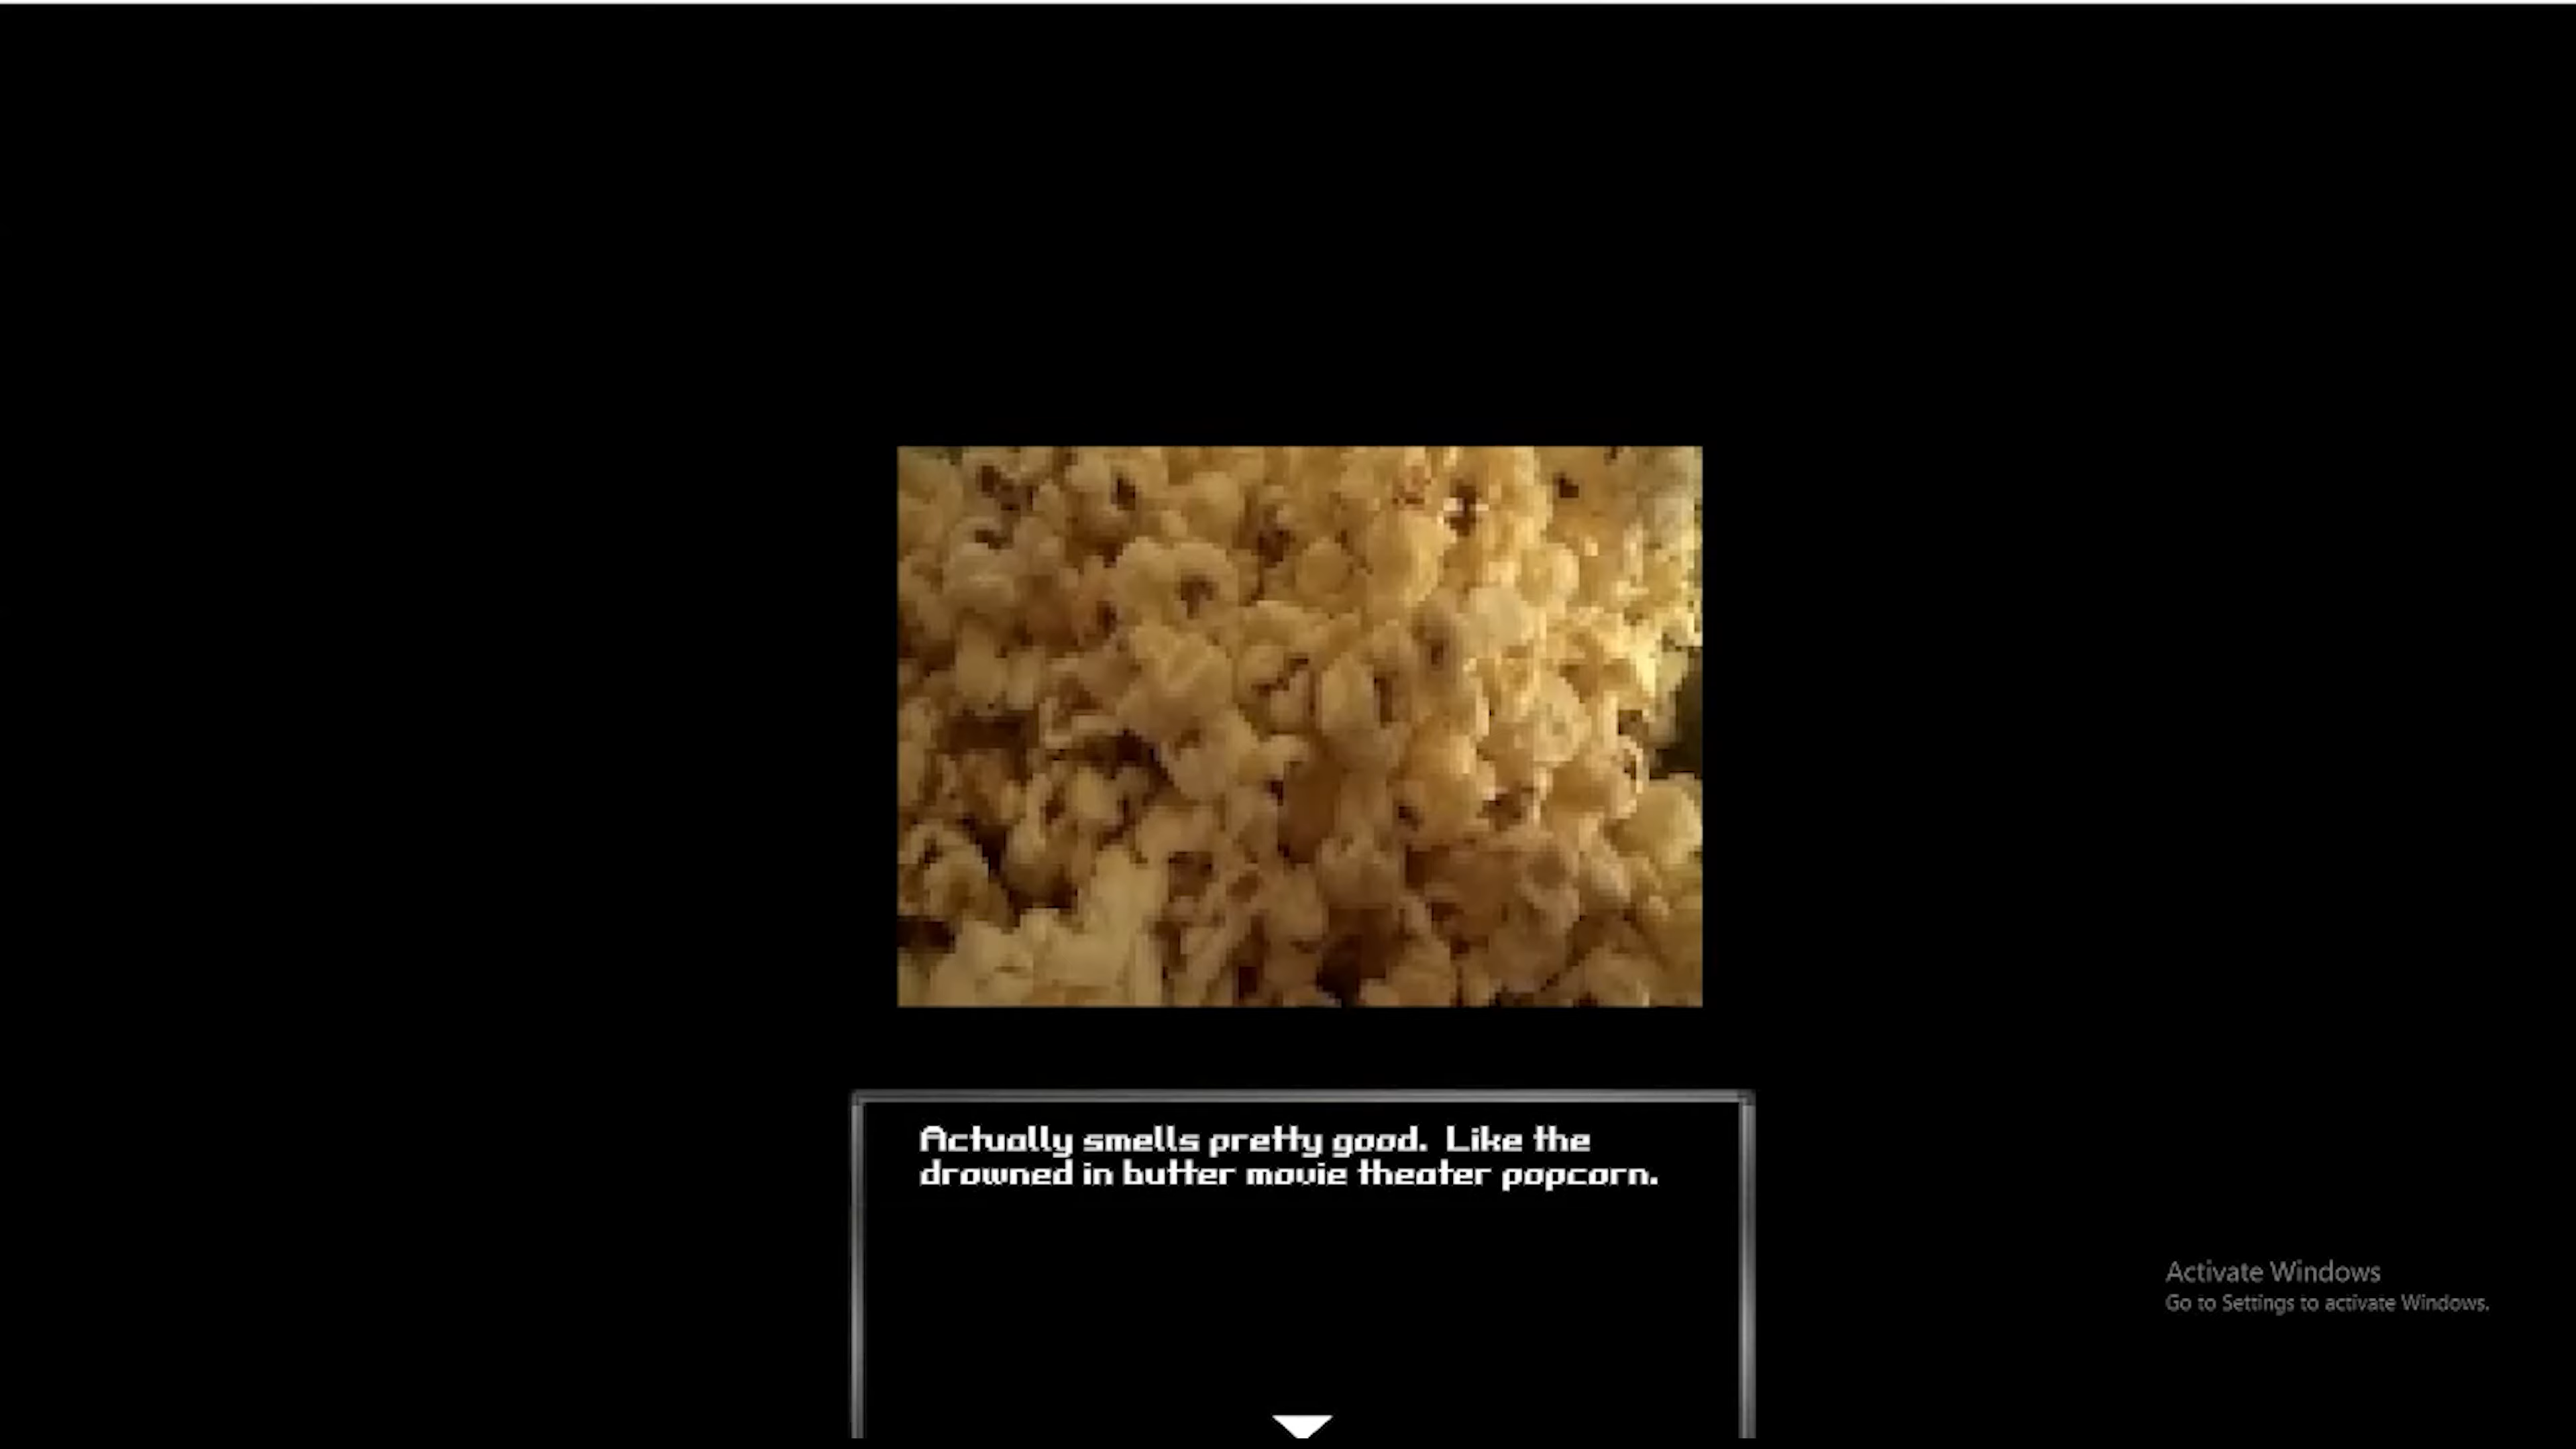 Actually smells pretty good. Like the
drowned in butter movie theater popcorn.
Activate Windows
Go to Settings to activate Windows.